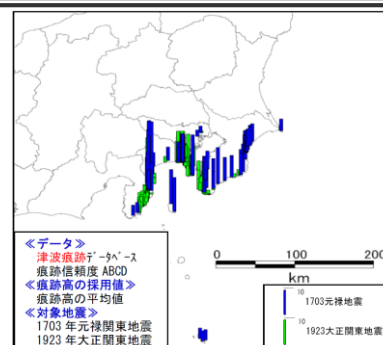 0 100 200
km
≪データ≫
津波痕跡データベース
痕跡信頼度 ABCD
≪痕跡高の採用値≫
痕跡高の平均値
≪対象地震≫
1703 年元禄関東地震
1923 年大正関東地震
10
1703元禄地震
10
1923大正関東地震